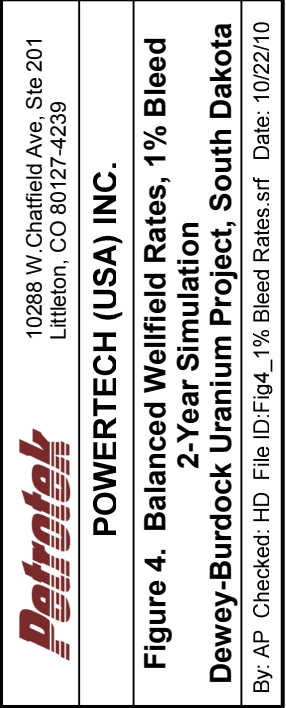 Petrotek
10288 W.Chatfield Ave, Ste 201
Littleton, CO 80127-4239
POWERTECH (USA) INC.
Figure 4. Balanced Wellfield Rates, 1% Bleed
2-Year Simulation
Dewey-Burdock Uranium Project, South Dakota
By: AP Checked: HD File ID:Fig4_1% Bleed Rates.srf Date: 10/22/10